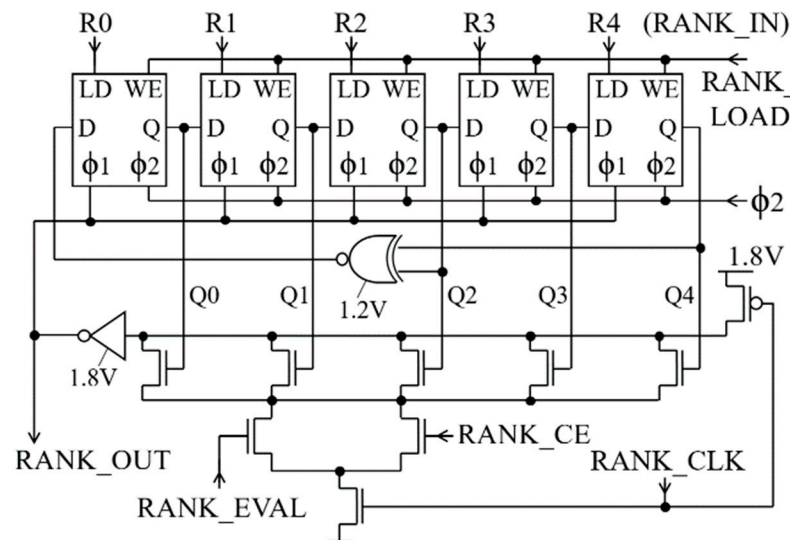 R0 R1 R2 R3 R4 (RANK_IN)
LD WE LD WE LD WE LD WE LD WE RANK_
LOAD
D Q D Q D Q D Q D Q
ϕ1 ϕ2 ϕ1 ϕ2 ϕ1 ϕ2 ϕ1 ϕ2 ϕ1 ϕ2
ϕ2
1.8V
Q0 Q1 1.2V Q2 Q3 Q4
1.8V
RANK_OUT RANK_CE
RANK_CLK
RANK_EVAL